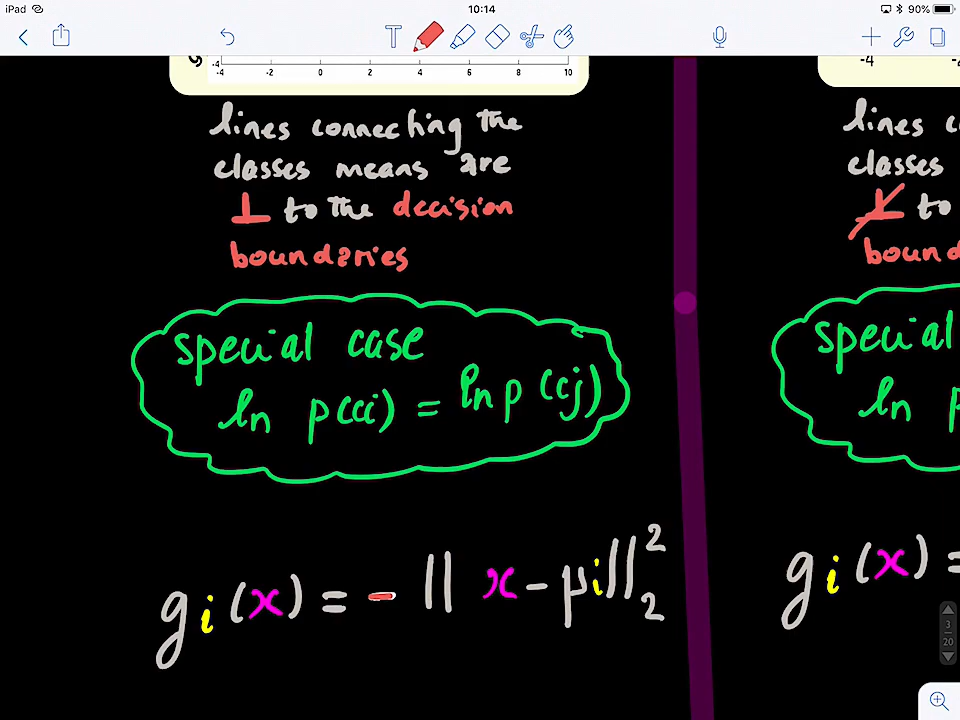 iPad 10:14 90%
T
-4
-4 -2 0 2 4 6 8 10
-4
lines connecting the
classes means are
⊥ to the decision
boundaries
special case
ln p(ci) = ln p(cj)
g i (x) = - || x - μi ||₂²
lines c
classes
to
bound
special
ln p
g i (x) =
3
20